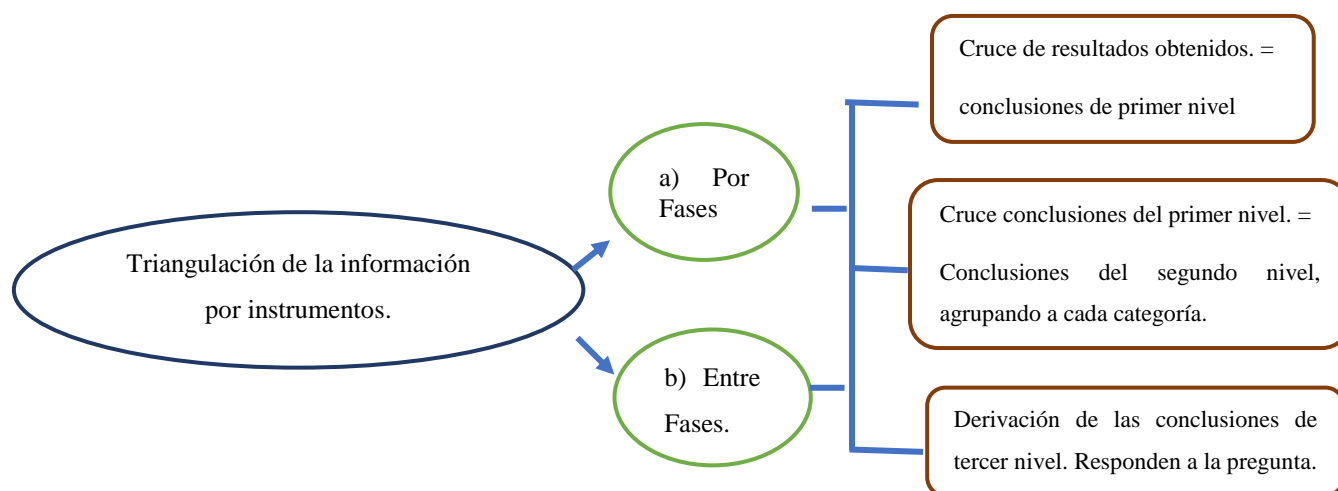 Triangulación de la información
por instrumentos.
a) Por
Fases
b) Entre
Fases.
Cruce de resultados obtenidos. =
conclusiones de primer nivel
Cruce conclusiones del primer nivel. =
Conclusiones del segundo nivel,
agrupando a cada categoría.
Derivación de las conclusiones de
tercer nivel. Responden a la pregunta.